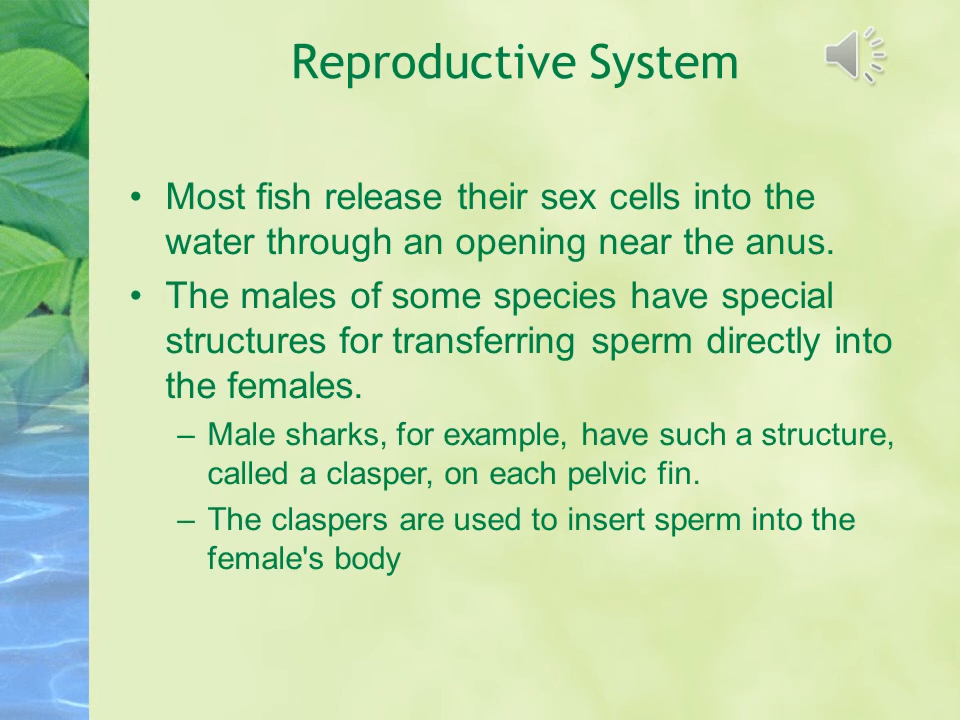 Reproductive System
• Most fish release their sex cells into the
water through an opening near the anus.
• The males of some species have special
structures for transferring sperm directly into
the females.
– Male sharks, for example, have such a structure,
called a clasper, on each pelvic fin.
– The claspers are used to insert sperm into the
female's body